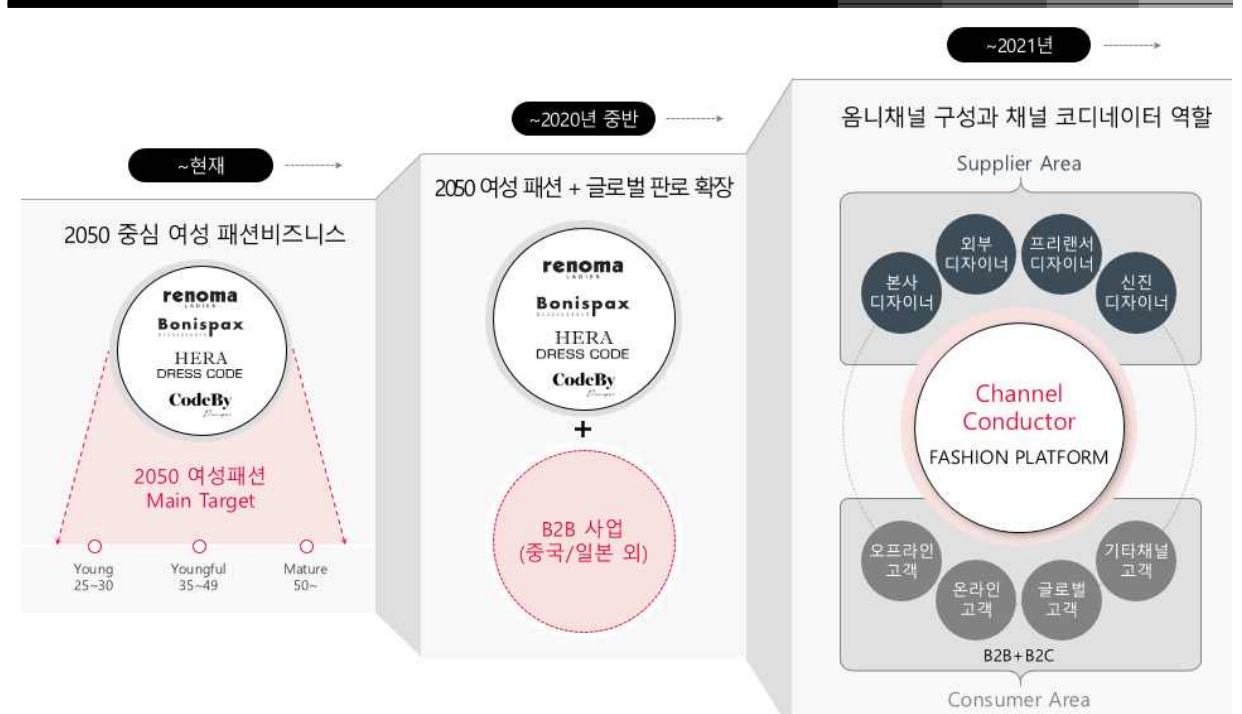 ~현재
2050 중심 여성 패션비즈니스
renoma
LADIES
Bonispax
HERA
DRESS CODE
CodeBy
2050 여성패션
Main Target
Young
25~30
Youngful
35~49
Mature
50~
~2020년 중반
2050 여성 패션 + 글로벌 판로 확장
renoma
LADIES
Bonispax
HERA
DRESS CODE
CodeBy
+
B2B 사업
(중국/일본 외)
~2021년
옴니채널 구성과 채널 코디네이터 역할
Supplier Area
본사
디자이너
외부
디자이너
프리랜서
디자이너
신진
디자이너
Channel
Conductor
FASHION PLATFORM
오프라인
고객
온라인
고객
글로벌
고객
기타채널
고객
B2B+B2C
Consumer Area